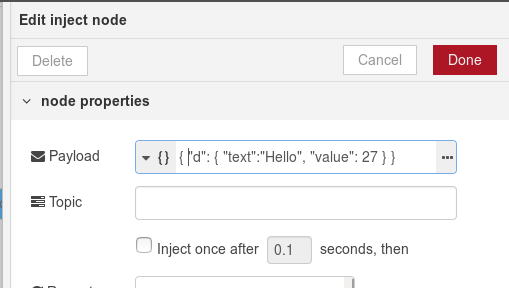 Edit inject node
Delete Cancel Done
node properties
Payload {} { "d": { "text":"Hello", "value": 27 } } ...
Topic
Inject once after 0.1 seconds, then